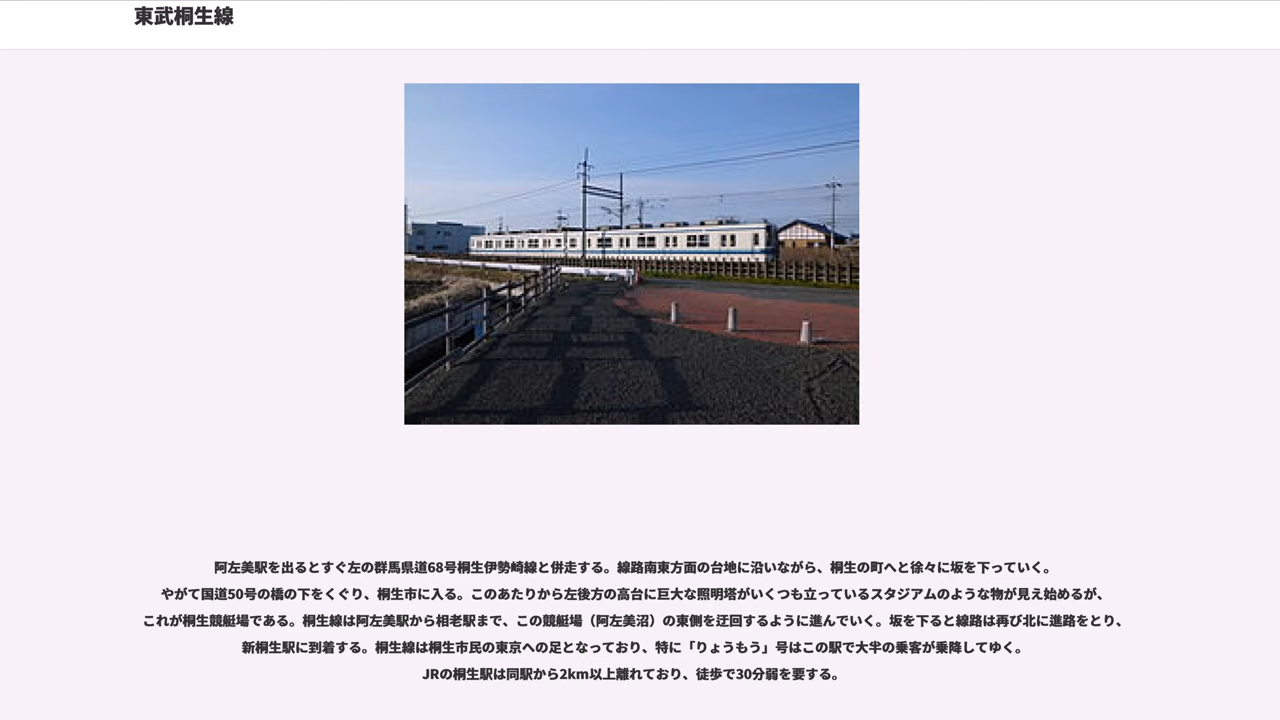 東武桐生線
阿左美駅を出るとすぐ左の群馬県道68号桐生伊勢崎線と併走する。線路南東方面の台地に沿いながら、桐生の町へと徐々に坂を下っていく。
やがて国道50号の橋の下をくぐり、桐生市に入る。このあたりから左後方の高台に巨大な照明塔がいくつも立っているスタジアムのような物が見え始めるが、
これが桐生競艇場である。桐生線は阿左美駅から相老駅まで、この競艇場（阿左美沼）の東側を迂回するように進んでいく。坂を下ると線路は再び北に進路をとり、
新桐生駅に到着する。桐生線は桐生市民の東京への足となっており、特に「りょうもう」号はこの駅で大半の乗客が乗降してゆく。
JRの桐生駅は同駅から2km以上離れており、徒歩で30分弱を要する。